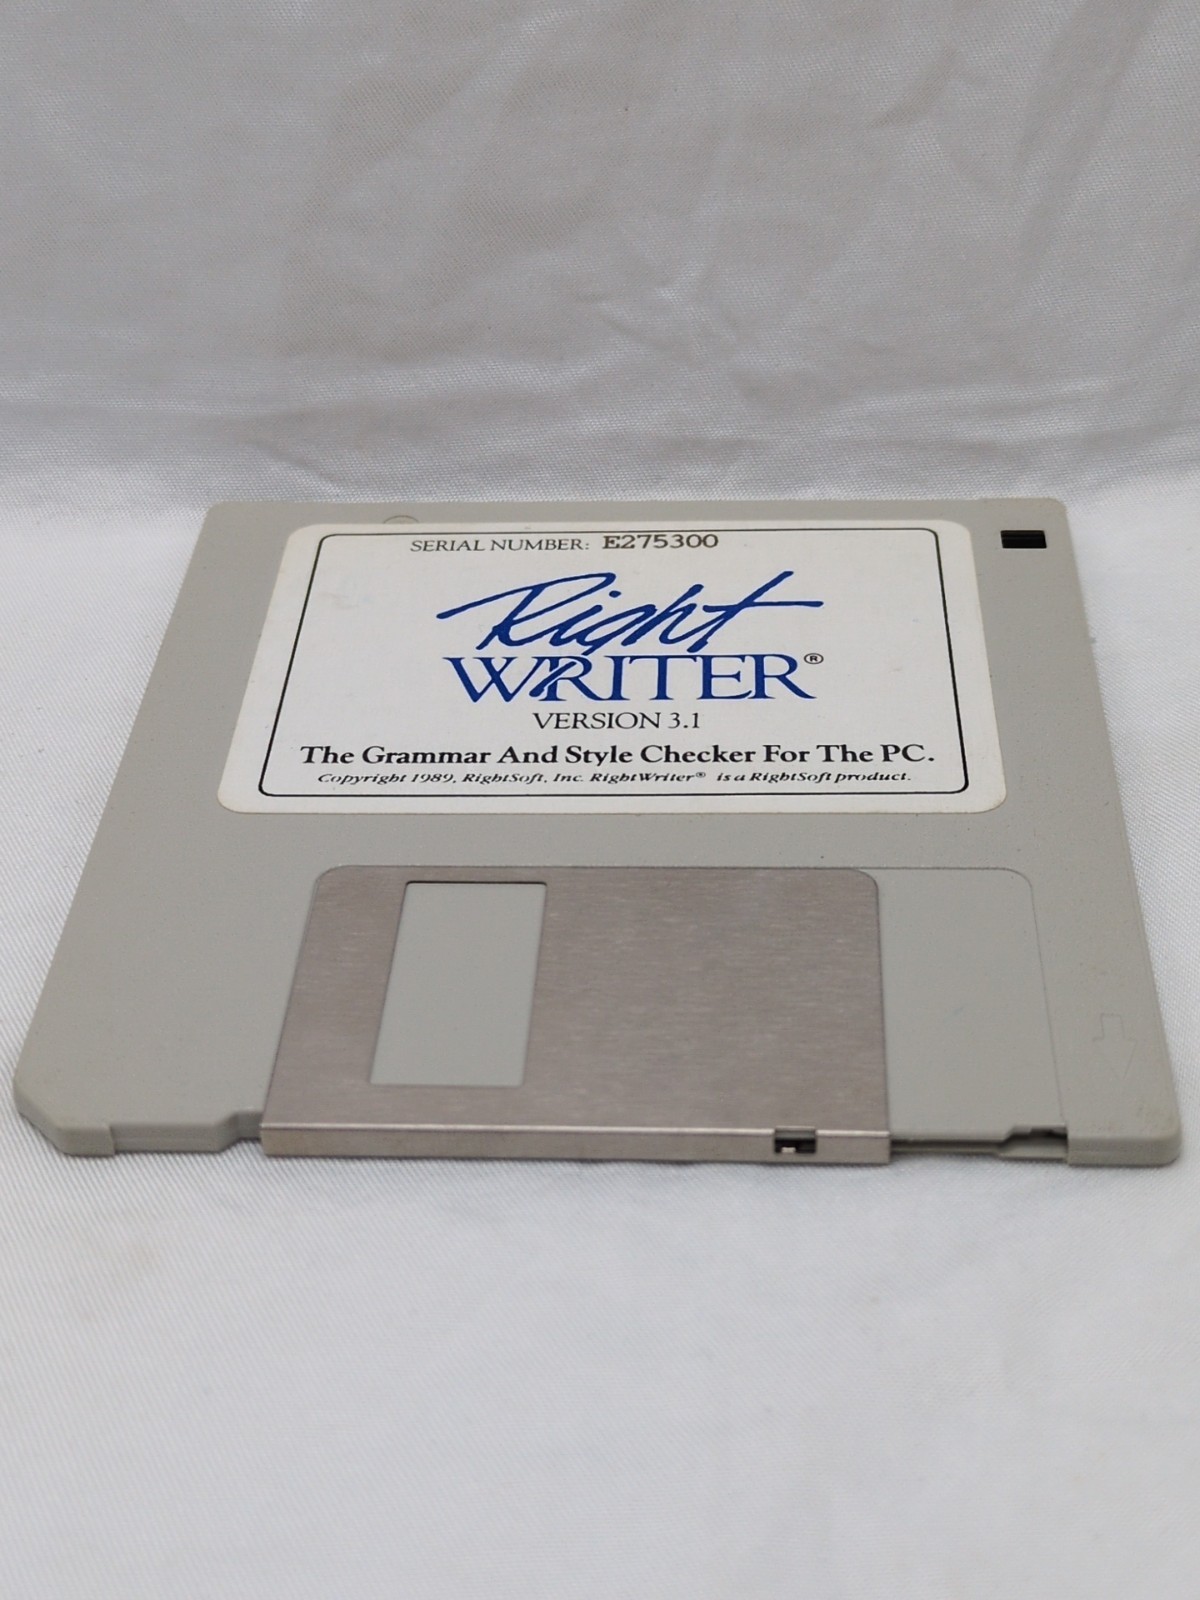 SERIAL NUMBER: E275300
Right
WRITER®
VERSION 3.1
The Grammar And Style Checker For The PC.
Copyright 1989, RightSoft, Inc. RightWriter® is a RightSoft product.